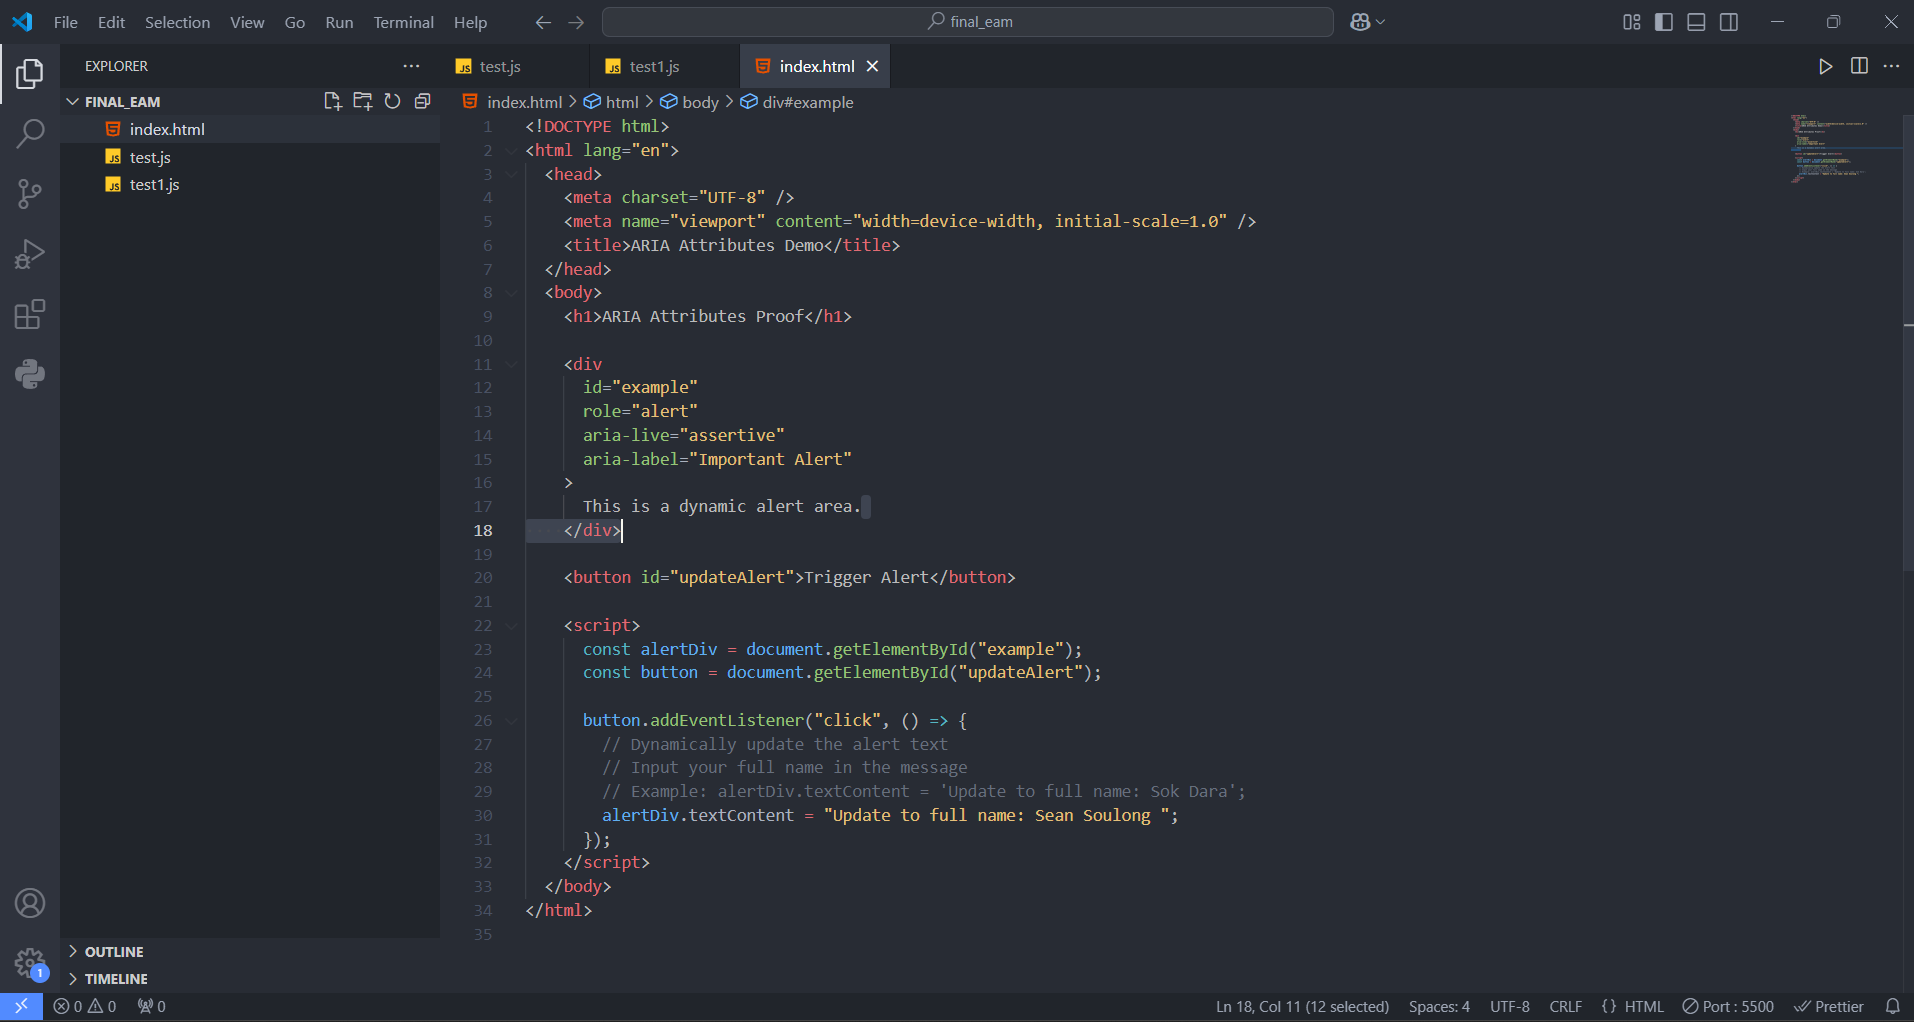 File Edit Selection View Go Run Terminal Help
final_eam
EXPLORER
test.js
test1.js
index.html
FINAL_EAM
index.html
test.js
test1.js
index.html > html > body > div#example
1 <!DOCTYPE html>
2 <html lang="en">
3 <head>
4 <meta charset="UTF-8" />
5 <meta name="viewport" content="width=device-width, initial-scale=1.0" />
6 <title>ARIA Attributes Demo</title>
7 </head>
8 <body>
9 <h1>ARIA Attributes Proof</h1>
10
11 <div
12 id="example"
13 role="alert"
14 aria-live="assertive"
15 aria-label="Important Alert"
16 >
17 This is a dynamic alert area.
18 </div>
19
20 <button id="updateAlert">Trigger Alert</button>
21
22 <script>
23 const alertDiv = document.getElementById("example");
24 const button = document.getElementById("updateAlert");
25
26 button.addEventListener("click", () => {
27 // Dynamically update the alert text
28 // Input your full name in the message
29 // Example: alertDiv.textContent = 'Update to full name: Sok Dara';
30 alertDiv.textContent = "Update to full name: Sean Soulong ";
31 });
32 </script>
33 </body>
34 </html>
35
OUTLINE
TIMELINE
1
0 0 0
Ln 18, Col 11 (12 selected) Spaces: 4 UTF-8 CRLF {} HTML Port : 5500 Prettier